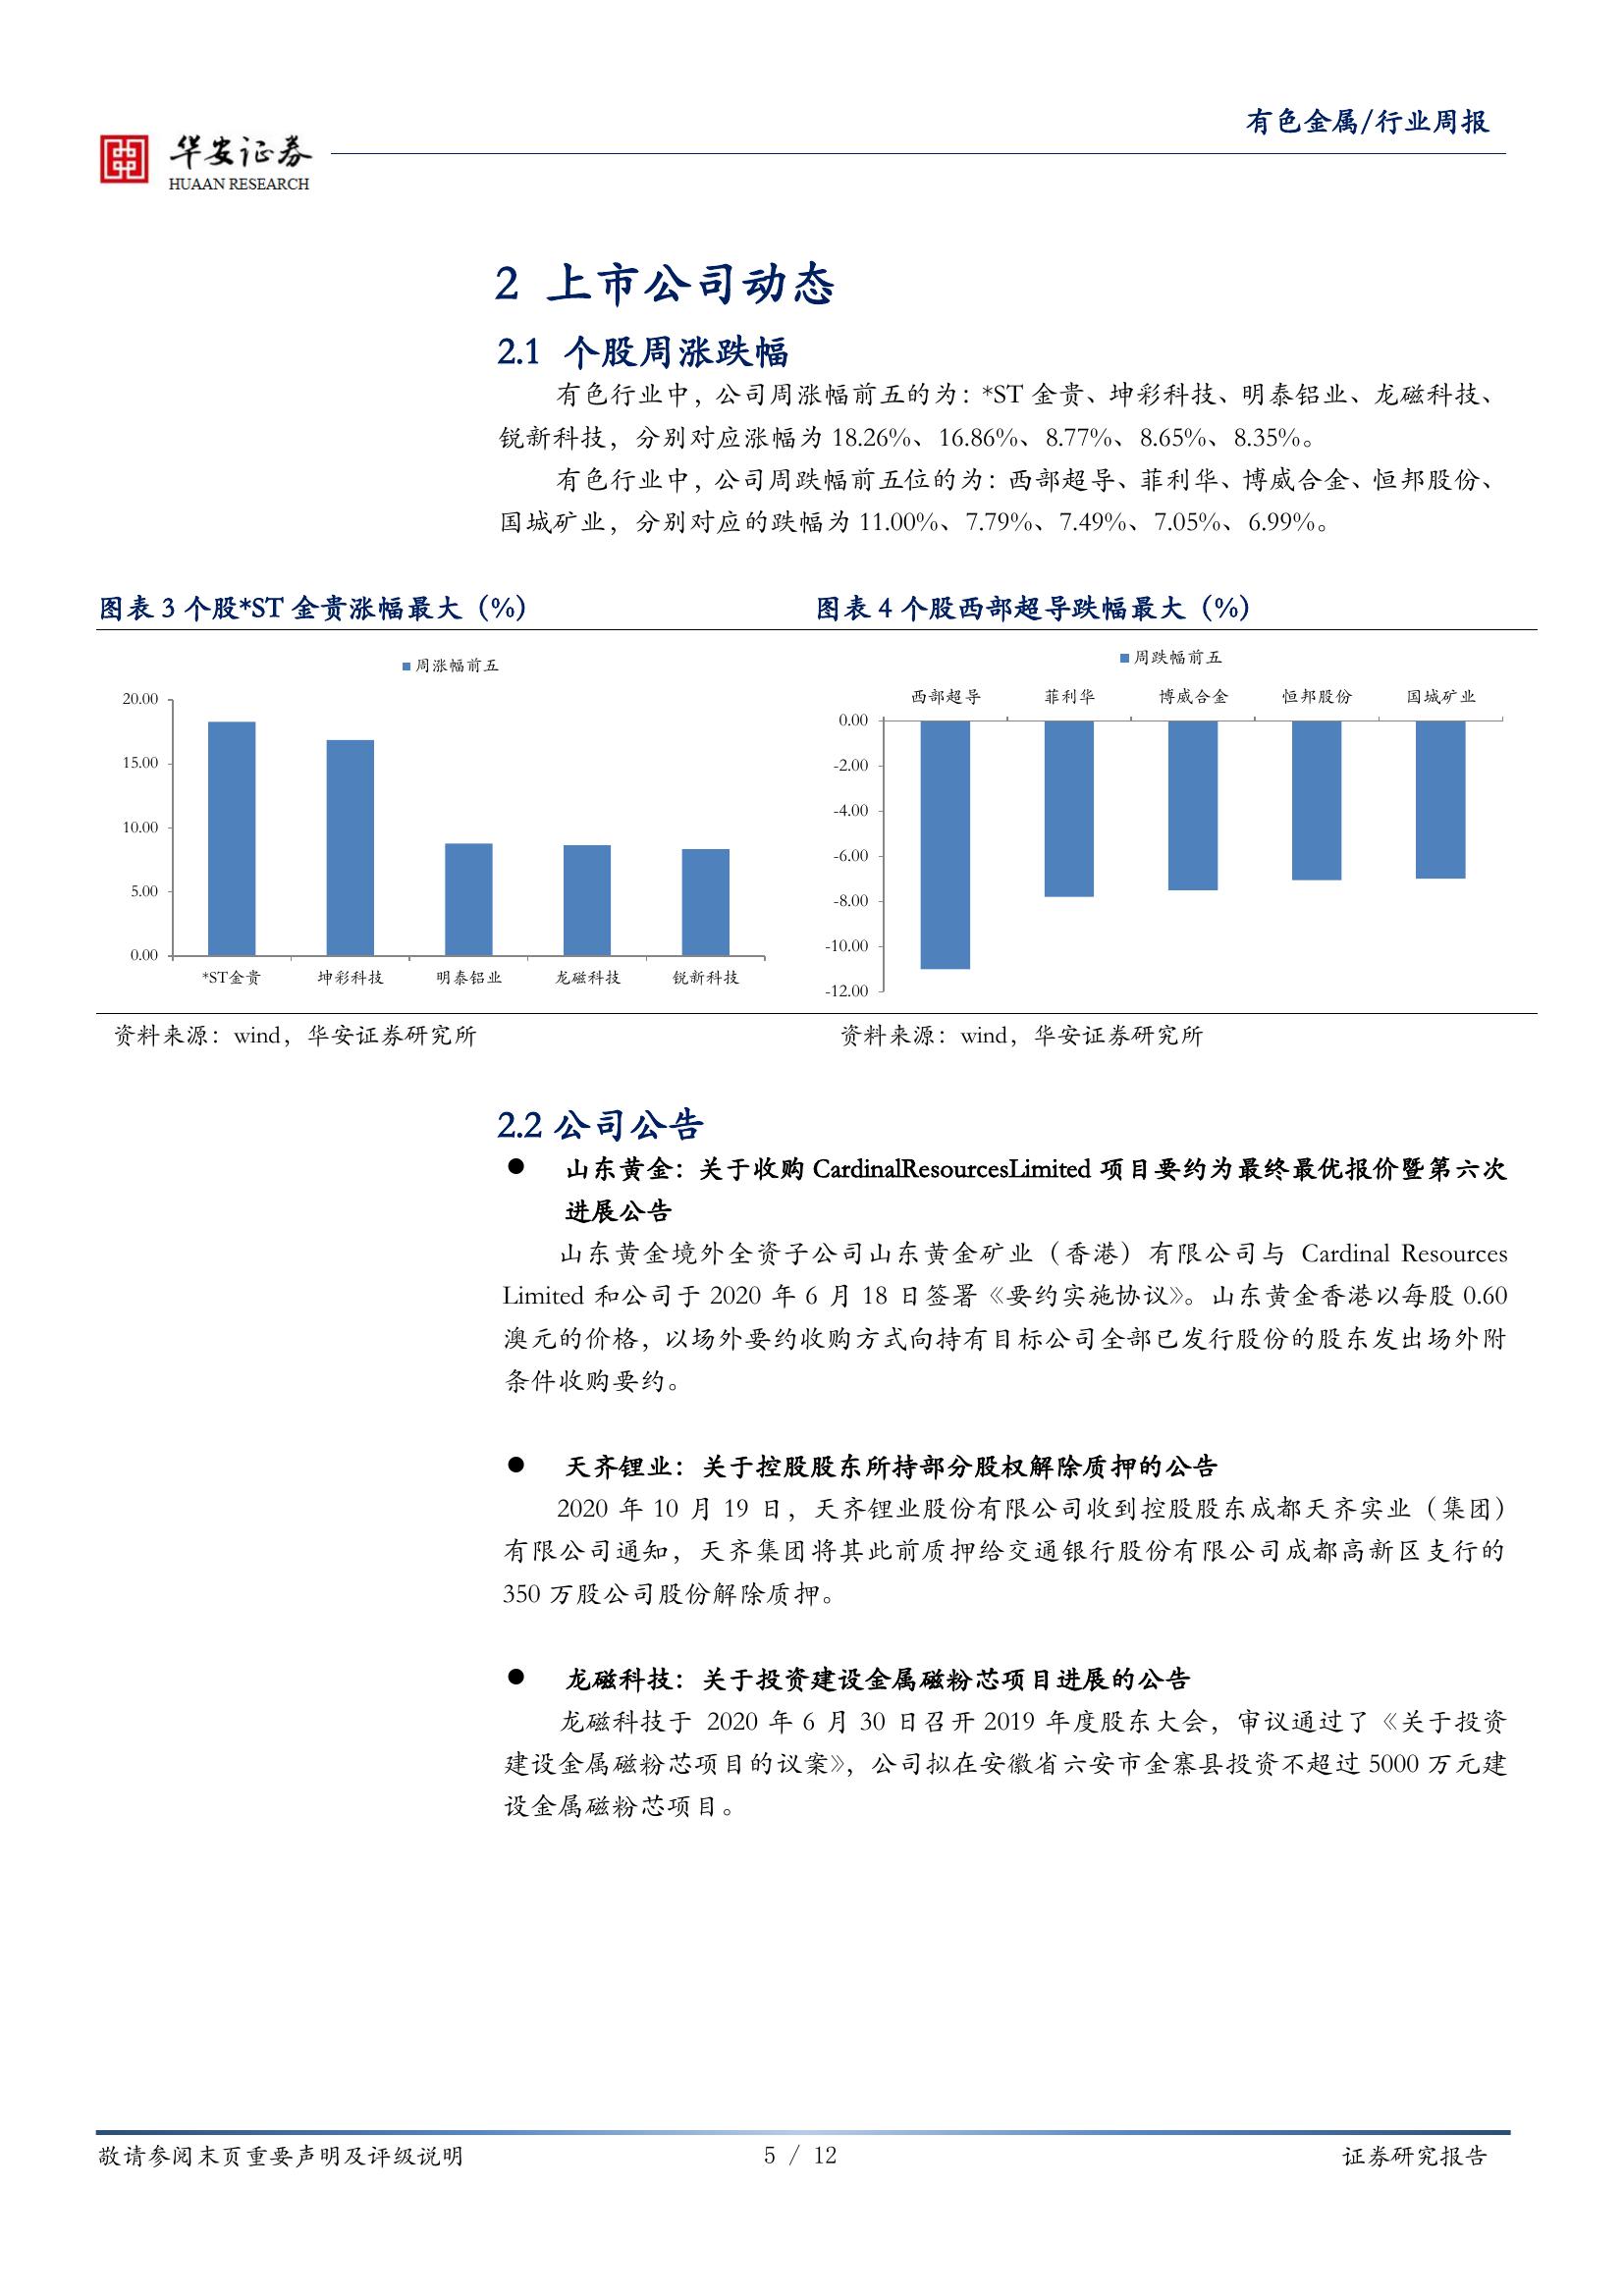 有色金属/行业周报
华安证券
HUAAN RESEARCH
2 上市公司动态
2.1 个股周涨跌幅
有色行业中，公司周涨幅前五的为：*ST 金贵、坤彩科技、明泰铝业、龙磁科技、
锐新科技，分别对应涨幅为 18.26%、16.86%、8.77%、8.65%、8.35%。
有色行业中，公司周跌幅前五位的为：西部超导、菲利华、博威合金、恒邦股份、
国城矿业，分别对应的跌幅为 11.00%、7.79%、7.49%、7.05%、6.99%。
图表 3 个股*ST 金贵涨幅最大（%）
周涨幅前五
20.00
15.00
10.00
5.00
0.00
*ST金贵 坤彩科技 明泰铝业 龙磁科技 锐新科技
资料来源：wind，华安证券研究所
图表 4 个股西部超导跌幅最大（%）
周跌幅前五
西部超导 菲利华 博威合金 恒邦股份 国城矿业
0.00
-2.00
-4.00
-6.00
-8.00
-10.00
-12.00
资料来源：wind，华安证券研究所
2.2 公司公告
● 山东黄金：关于收购 CardinalResourcesLimited 项目要约为最终最优报价暨第六次
进展公告
山东黄金境外全资子公司山东黄金矿业（香港）有限公司与 Cardinal Resources
Limited 和公司于 2020 年 6 月 18 日签署《要约实施协议》。山东黄金香港以每股 0.60
澳元的价格，以场外要约收购方式向持有目标公司全部已发行股份的股东发出场外附
条件收购要约。
● 天齐锂业：关于控股股东所持部分股权解除质押的公告
2020 年 10 月 19 日，天齐锂业股份有限公司收到控股股东成都天齐实业（集团）
有限公司通知，天齐集团将其此前质押给交通银行股份有限公司成都高新区支行的
350 万股公司股份解除质押。
● 龙磁科技：关于投资建设金属磁粉芯项目进展的公告
龙磁科技于 2020 年 6 月 30 日召开 2019 年度股东大会，审议通过了《关于投资
建设金属磁粉芯项目的议案》，公司拟在安徽省六安市金寨县投资不超过 5000 万元建
设金属磁粉芯项目。
敬请参阅末页重要声明及评级说明
5 / 12
证券研究报告